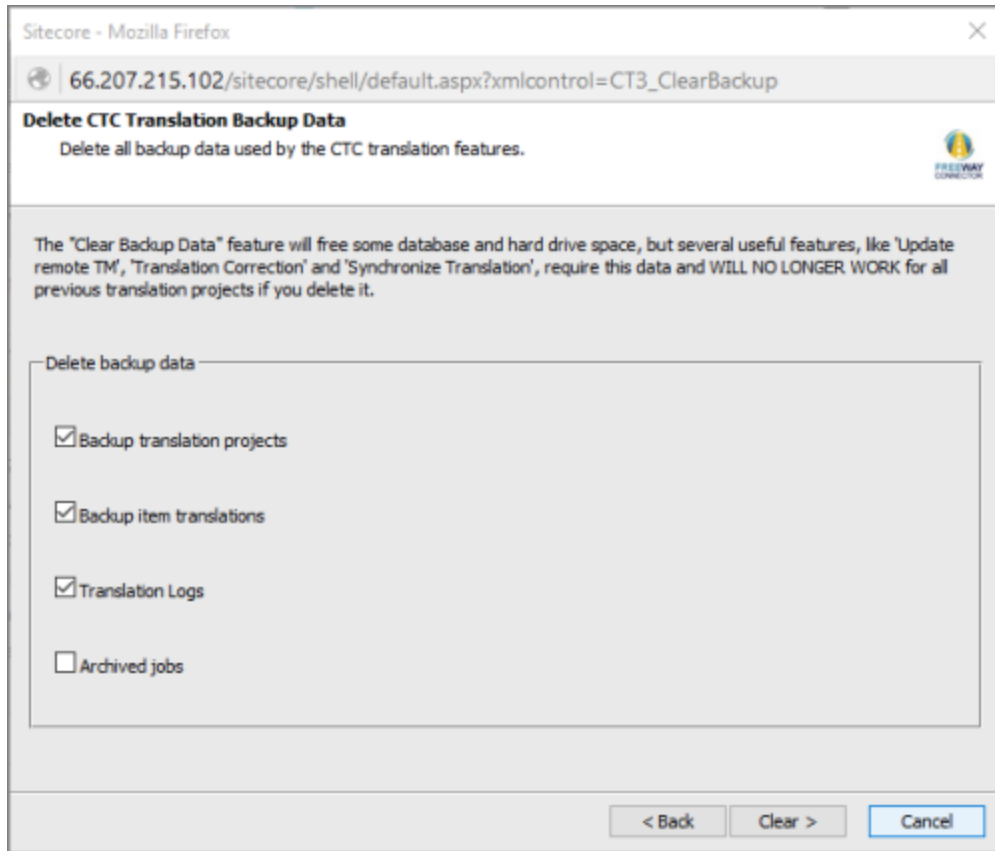 Sitecore - Mozilla Firefox
66.207.215.102/sitecore/shell/default.aspx?xmlcontrol=CT3_ClearBackup
Delete CTC Translation Backup Data
Delete all backup data used by the CTC translation features.
FREEWAY
CONNECTOR
The "Clear Backup Data" feature will free some database and hard drive space, but several useful features, like 'Update
remote TM', 'Translation Correction' and 'Synchronize Translation', require this data and WILL NO LONGER WORK for all
previous translation projects if you delete it.
Delete backup data
Backup translation projects
Backup item translations
Translation Logs
Archived jobs
< Back
Clear >
Cancel